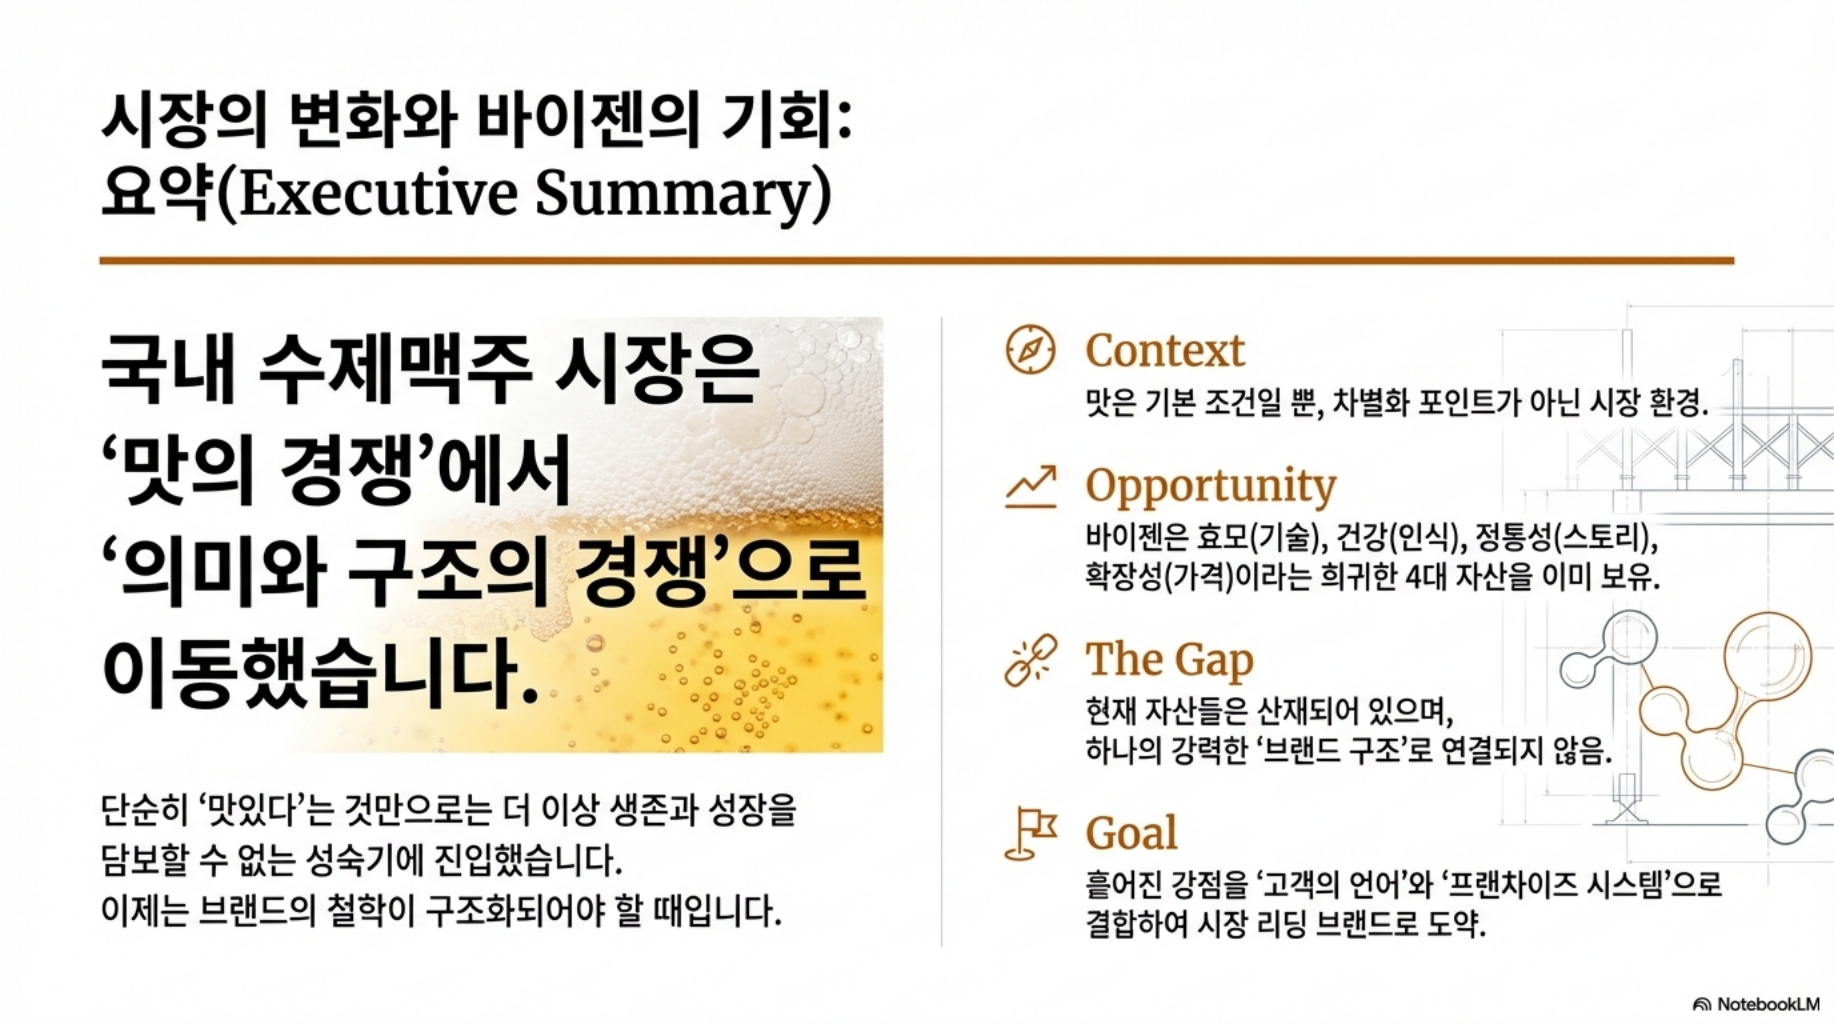 시장의 변화와 바이젠의 기회:
요약(Executive Summary)
국내 수제맥주 시장은
‘맛의 경쟁’에서
‘의미와 구조의 경쟁’으로
이동했습니다.
단순히 ‘맛있다’는 것만으로는 더 이상 생존과 성장을
담보할 수 없는 성숙기에 진입했습니다.
이제는 브랜드의 철학이 구조화되어야 할 때입니다.
Context
맛은 기본 조건일 뿐, 차별화 포인트가 아닌 시장 환경.
Opportunity
바이젠은 효모(기술), 건강(인식), 정통성(스토리),
확장성(가격)이라는 희귀한 4대 자산을 이미 보유.
The Gap
현재 자산들은 산재되어 있으며,
하나의 강력한 ‘브랜드 구조’로 연결되지 않음.
Goal
흩어진 강점을 ‘고객의 언어’와 ‘프랜차이즈 시스템’으로
결합하여 시장 리딩 브랜드로 도약.
NotebookLM